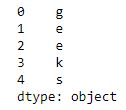 0    g
1    e
2    e
3    k
4    s
dtype: object